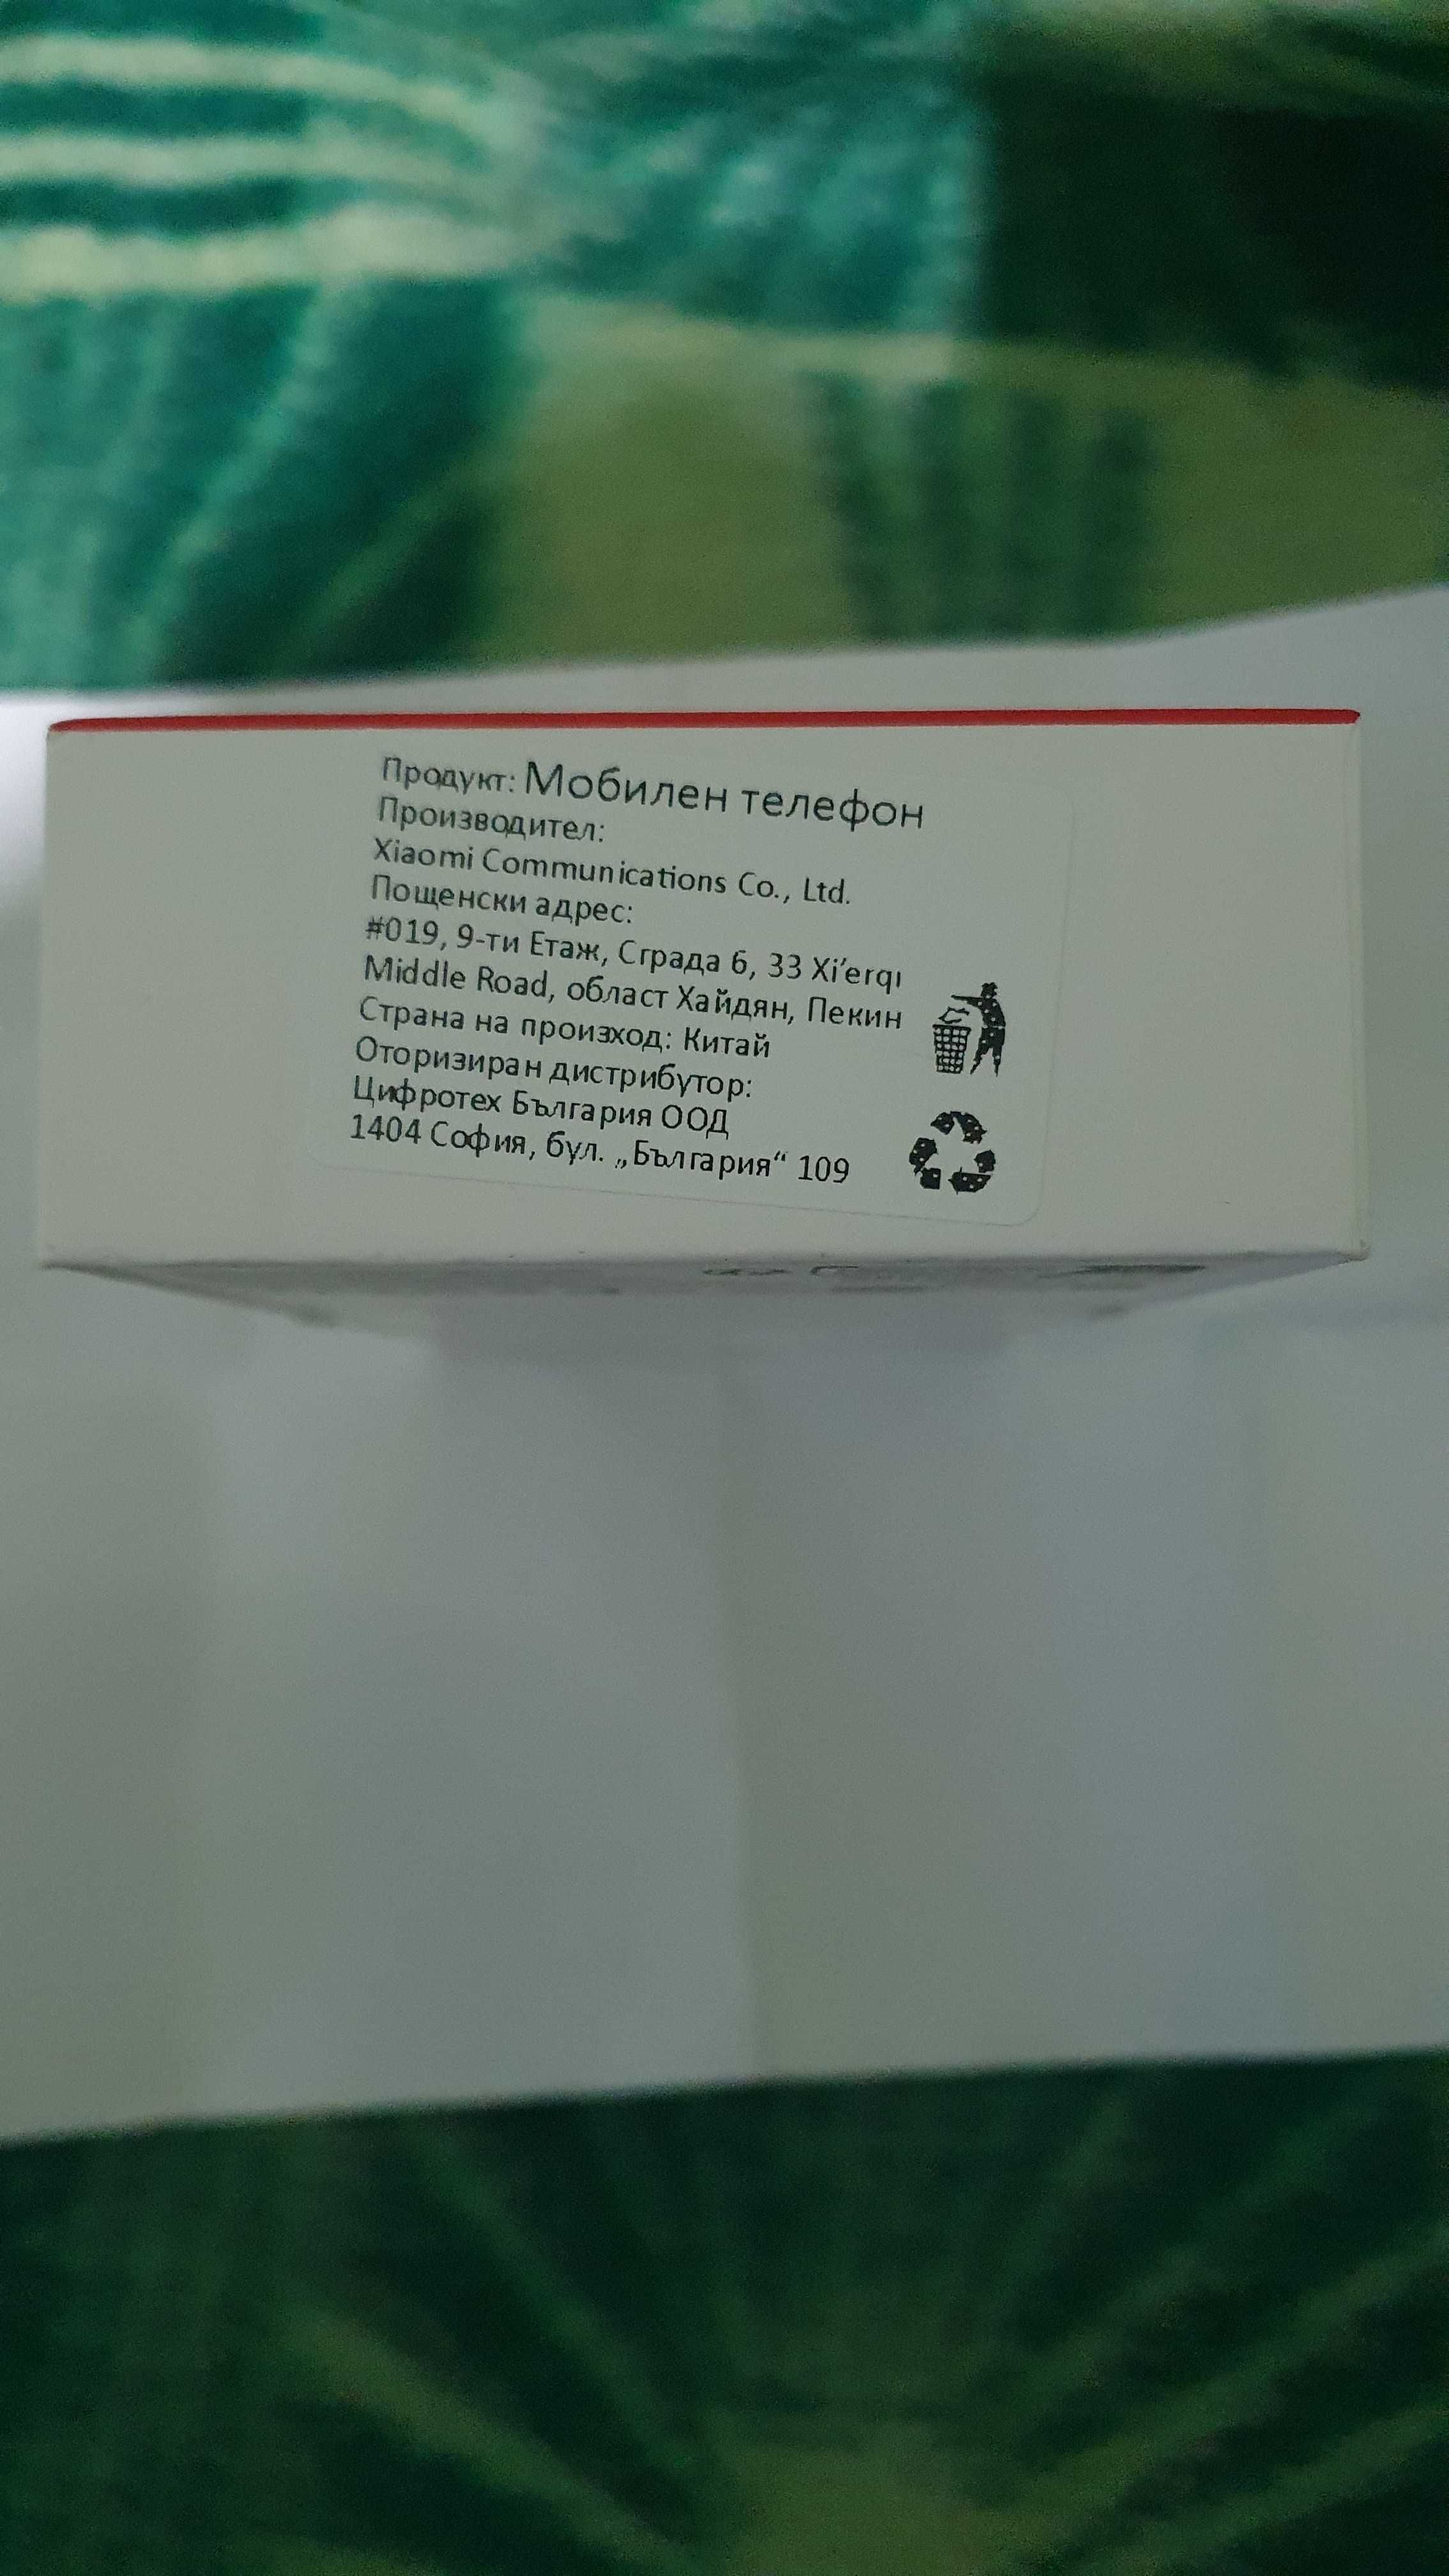 Продукт: Мобилен телефон
Производител:
Xiaomi Communications Co., Ltd.
Пощенски адрес:
#019, 9-ти Етаж, Сграда 6, 33 Xi’erqi
Middle Road, област Хайдян, Пекин
Страна на произход: Китай
Оторизиран дистрибутор:
Цифротех България ООД
1404 София, бул. „България“ 109